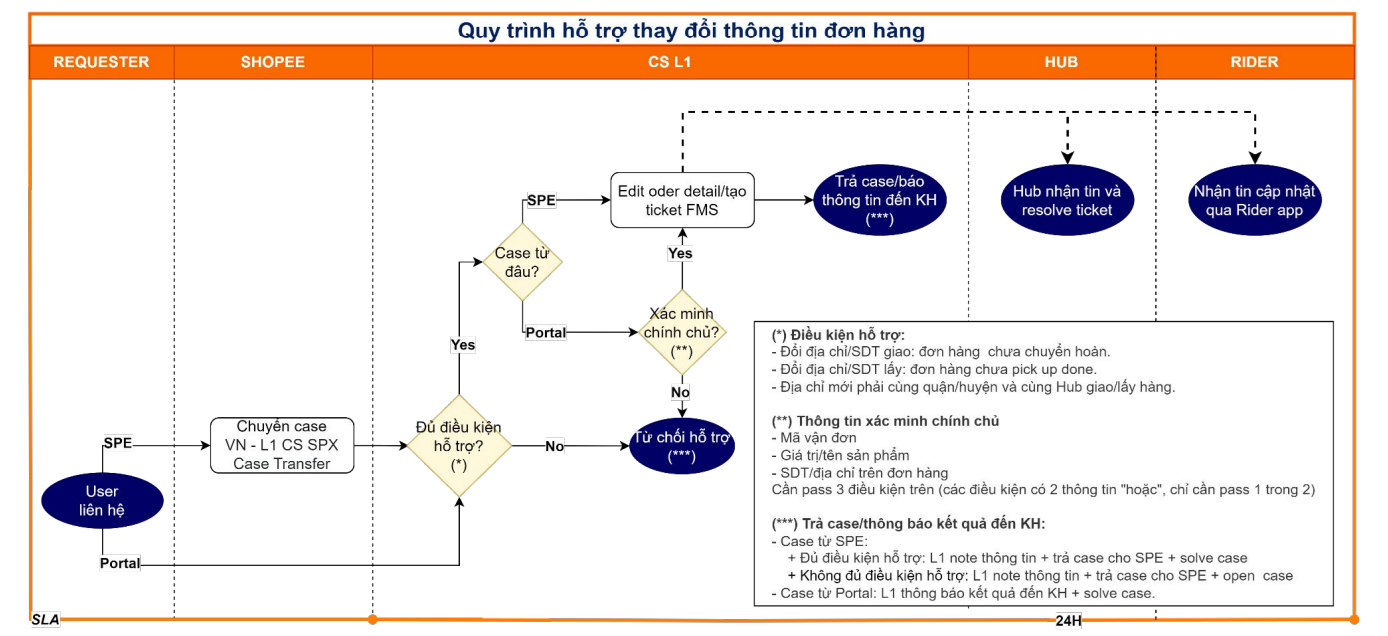 Quy trình hỗ trợ thay đổi thông tin đơn hàng
REQUESTER
SHOPEE
CS L1
HUB
RIDER
SPE
Edit oder detail/tạo
ticket FMS
Trả case/báo
thông tin đến KH
(***)
Hub nhận tin và
resolve ticket
Nhận tin cập nhật
qua Rider app
Case từ
đâu?
Yes
Portal
Xác minh
chính chủ?
(**)
Yes
No
SPE
Chuyển case
VN - L1 CS SPX
Case Transfer
Đủ điều kiện
hỗ trợ?
(*)
No
Từ chối hỗ trợ
(***)
User
liên hệ
Portal
(*) Điều kiện hỗ trợ:
- Đổi địa chỉ/SDT giao: đơn hàng chưa chuyển hoàn.
- Đổi địa chỉ/SDT lấy: đơn hàng chưa pick up done.
- Địa chỉ mới phải cùng quận/huyện và cùng Hub giao/lấy hàng.
(**) Thông tin xác minh chính chủ
- Mã vận đơn
- Giá trị/tên sản phẩm
- SDT/địa chỉ trên đơn hàng
Cần pass 3 điều kiện trên (các điều kiện có 2 thông tin "hoặc", chỉ cần pass 1 trong 2)
(***) Trả case/thông báo kết quả đến KH:
- Case từ SPE:
+ Đủ điều kiện hỗ trợ: L1 note thông tin + trả case cho SPE + solve case
+ Không đủ điều kiện hỗ trợ: L1 note thông tin + trả case cho SPE + open case
- Case từ Portal: L1 thông báo kết quả đến KH + solve case.
SLA
24H